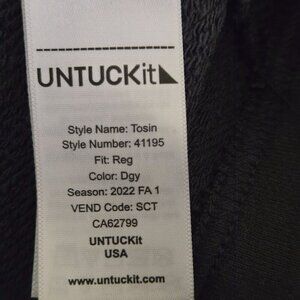 UNTUCKit
Style Name: Tosin
Style Number: 41195
Fit: Reg
Color: Dgy
Season: 2022 FA 1
VEND Code: SCT
CA62799
UNTUCKit
USA
www.untuckit.com